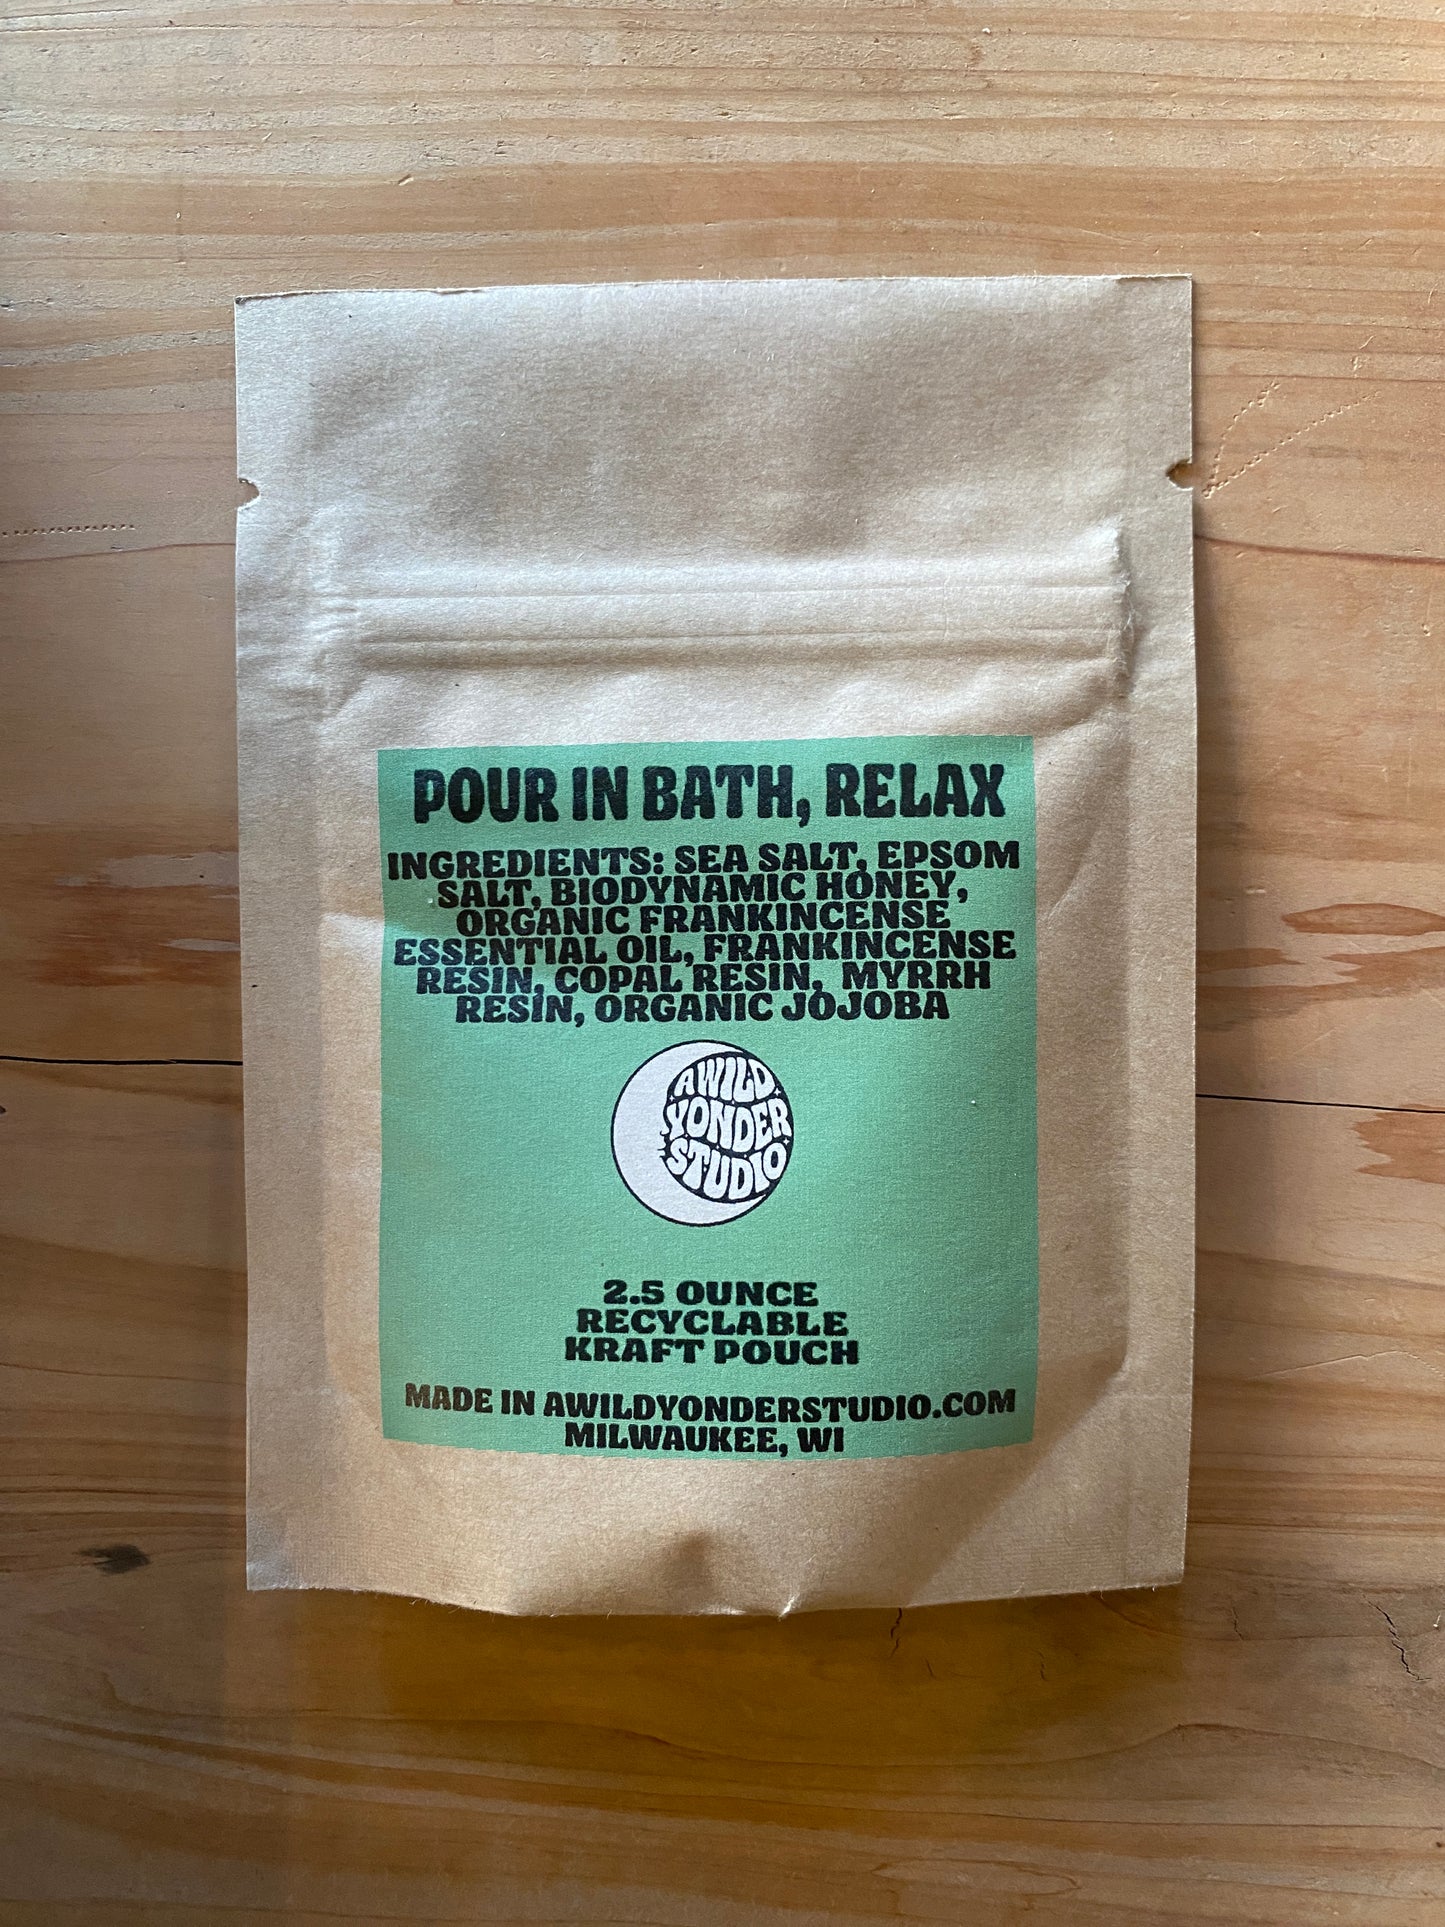 POUR IN BATH, RELAX
INGREDIENTS: SEA SALT, EPSOM
SALT, BIODYNAMIC HONEY,
ORGANIC FRANKINCENSE
ESSENTIAL OIL, FRANKINCENSE
RESIN, COPAL RESIN, MYRRH
RESIN, ORGANIC JOJOBA
A WILD
YONDER
STUDIO
2.5 OUNCE
RECYCLABLE
KRAFT POUCH
MADE IN AWILDYONDERSTUDIO.COM
MILWAUKEE, WI